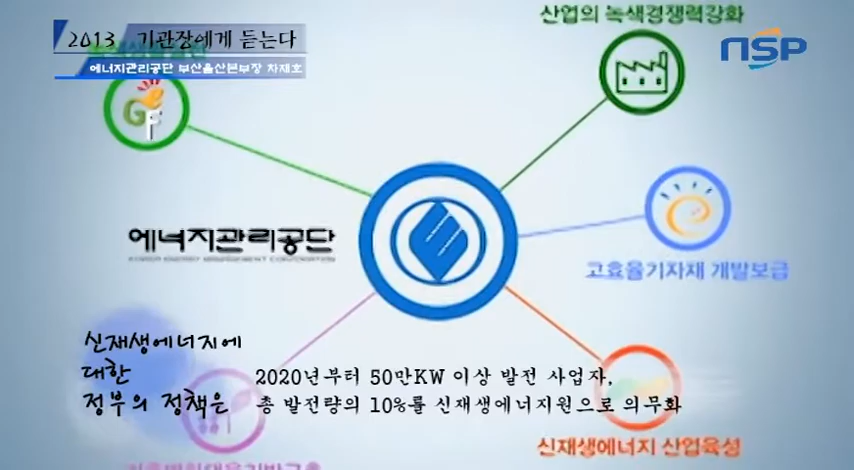 산업의 녹색경쟁력강화
2013 기관장에게 듣는다
에너지관리공단 부산울산본부장 차재호
NSP
GF
에너지관리공단
KOREA ENERGY MANAGEMENT CORPORATION
고효율기자재 개발보급
신재생에너지에
대한
정부의 정책은
2020년부터 50만KW 이상 발전 사업자,
총 발전량의 10%를 신재생에너지원으로 의무화
신재생에너지 산업육성